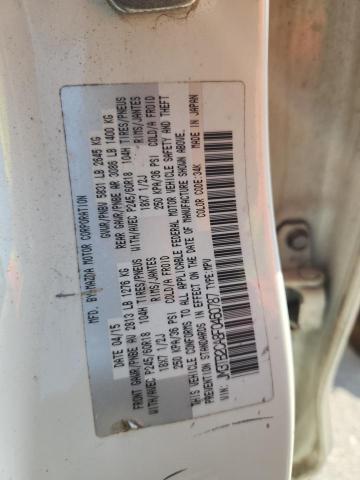 MFD. BY MAZDA MOTOR CORPORATION
GVWR/PNBV 5831 LB 2645 KG
DATE 04/15
FRONT GAWR/PNBE AV 2813 LB 1276 KG
REAR GAWR/PNBE AR 3086 LB 1400 KG
WITH/AVEC P245/60R18 104H TIRES/PNEUS
WITH/AVEC P245/60R18 104H TIRES/PNEUS
18X7 1/2J RIMS/JANTES
18X7 1/2J RIMS/JANTES
250 KPA/36 PSI COLD/A FROID
250 KPA/36 PSI COLD/A FROID
THIS VEHICLE CONFORMS TO ALL APPLICABLE FEDERAL MOTOR VEHICLE SAFETY AND THEFT
PREVENTION STANDARDS IN EFFECT ON THE DATE OF MANUFACTURE SHOWN ABOVE.
TYPE:MPV COLOR:34K MADE IN JAPAN